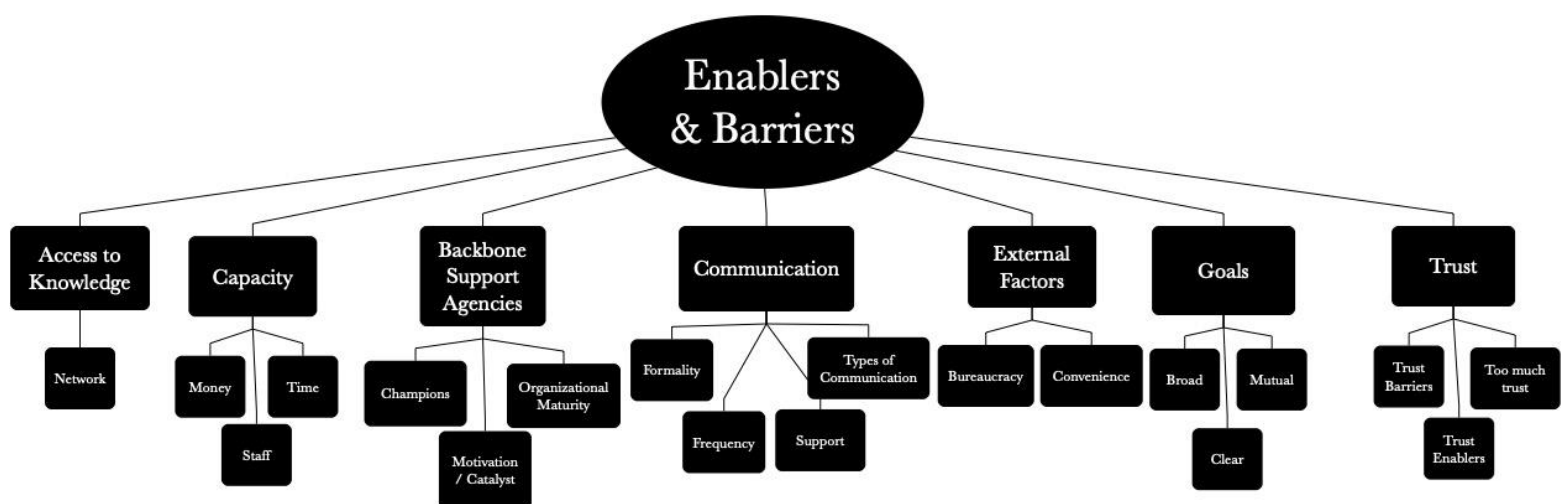 Enablers
& Barriers
Access to
Knowledge
Capacity
Backbone
Support
Agencies
Communication
External
Factors
Goals
Trust
Network
Money
Staff
Time
Champions
Motivation
/ Catalyst
Organizational
Maturity
Formality
Frequency
Support
Types of
Communication
Bureaucracy
Convenience
Broad
Clear
Mutual
Trust
Barriers
Trust
Enablers
Too much
trust